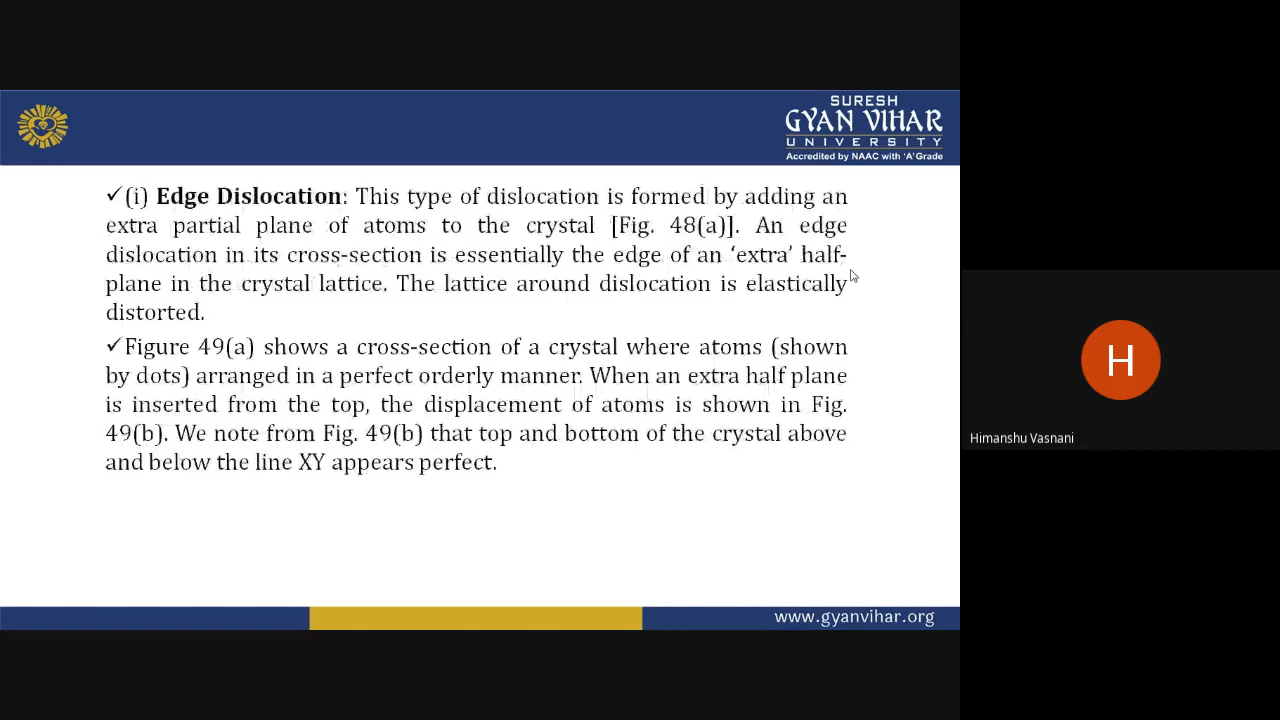 SURESH
GYAN VIHAR
UNIVERSITY
Accredited by NAAC with 'A' Grade
✓(i) Edge Dislocation: This type of dislocation is formed by adding an
extra partial plane of atoms to the crystal [Fig. 48(a)]. An edge
dislocation in its cross-section is essentially the edge of an ‘extra’ half-
plane in the crystal lattice. The lattice around dislocation is elastically
distorted.
✓Figure 49(a) shows a cross-section of a crystal where atoms (shown
by dots) arranged in a perfect orderly manner. When an extra half plane
is inserted from the top, the displacement of atoms is shown in Fig.
49(b). We note from Fig. 49(b) that top and bottom of the crystal above
and below the line XY appears perfect.
www.gyanvihar.org
H
Himanshu Vasnani